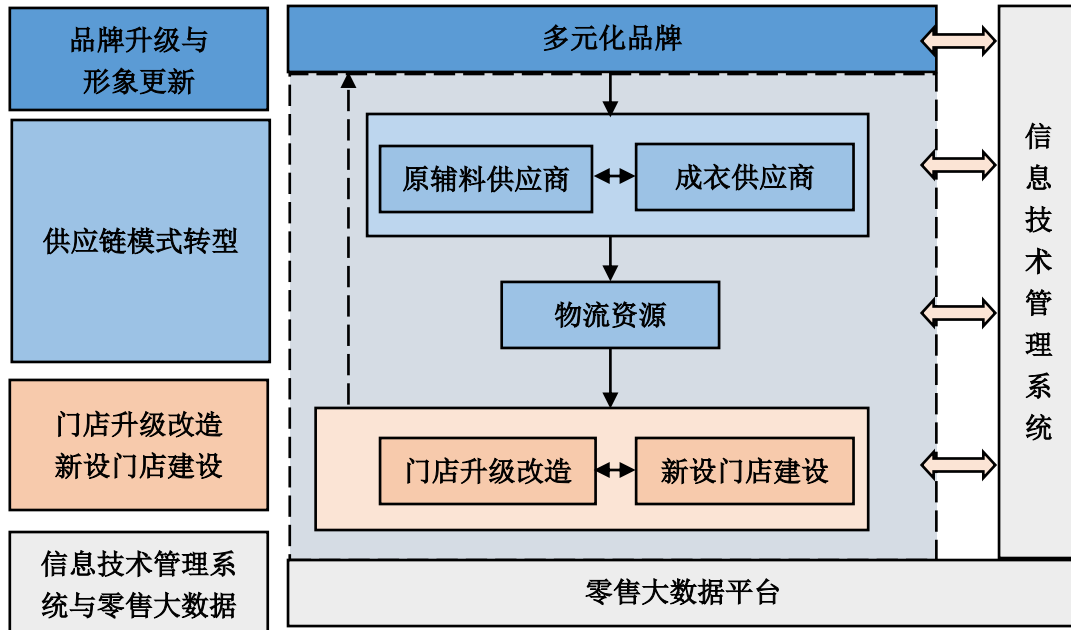 品牌升级与
形象更新
多元化品牌
供应链模式转型
原辅料供应商
成衣供应商
物流资源
门店升级改造
新设门店建设
门店升级改造
新设门店建设
信息技术管理系统
信息技术管理系
统与零售大数据
零售大数据平台